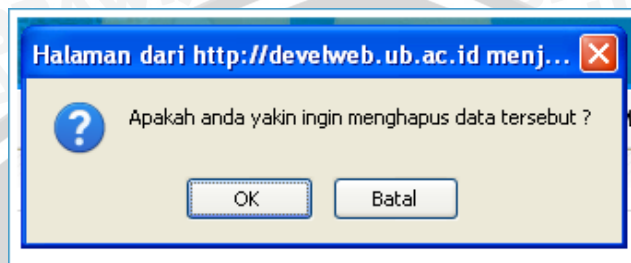 Halaman dari http://develweb.ub.ac.id menj...
Apakah anda yakin ingin menghapus data tersebut ?
OK
Batal